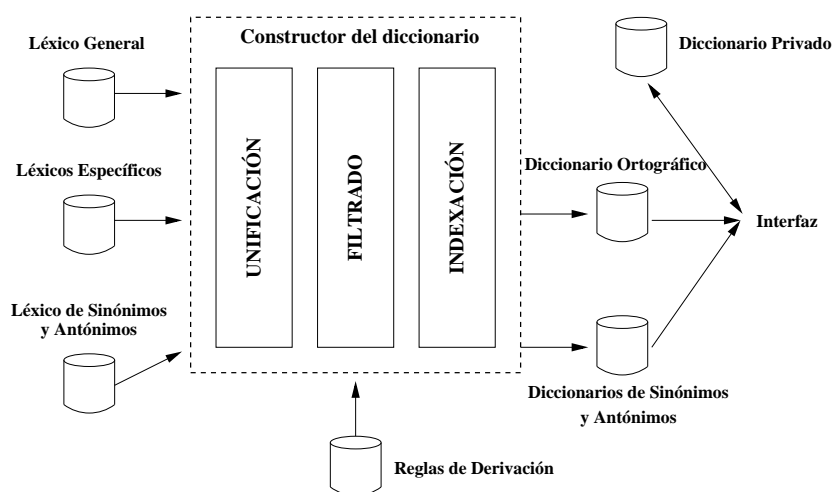 Léxico General
Constructor del diccionario
Diccionario Privado
Léxicos Específicos
UNIFICACIÓN
FILTRADO
INDEXACIÓN
Diccionario Ortográfico
Interfaz
Léxico de Sinónimos
y Antónimos
Diccionarios de Sinónimos
y Antónimos
Reglas de Derivación